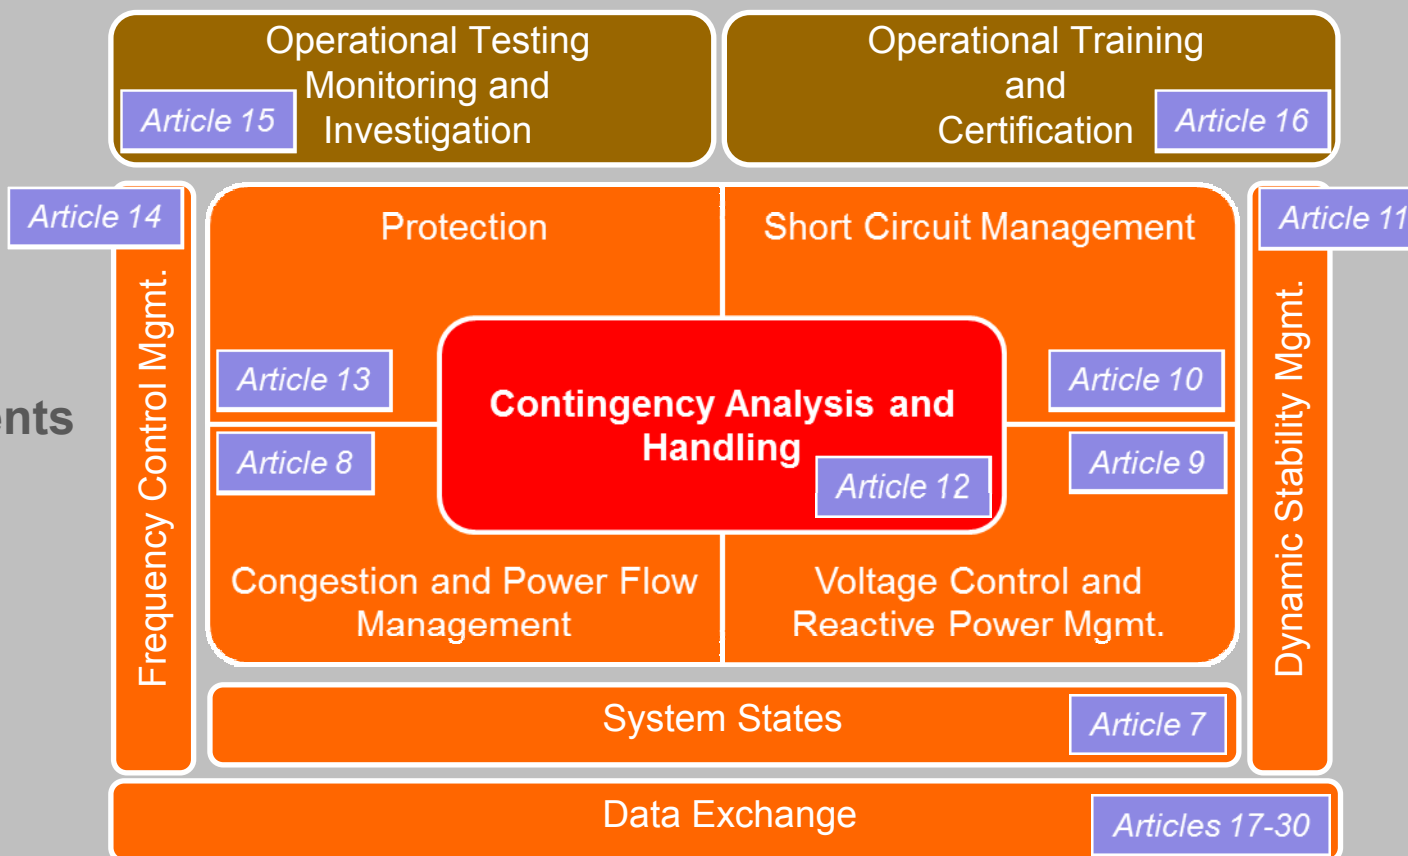 Operational Testing
Monitoring and
Investigation
Article 15
Operational Training
and
Certification
Article 16
Article 14
Frequency Control Mgmt.
Protection
Article 13
Short Circuit Management
Article 10
Article 11
Dynamic Stability Mgmt.
Contingency Analysis and
Handling
Article 12
Article 8
Congestion and Power Flow
Management
Article 9
Voltage Control and
Reactive Power Mgmt.
System States
Article 7
Data Exchange
Articles 17-30